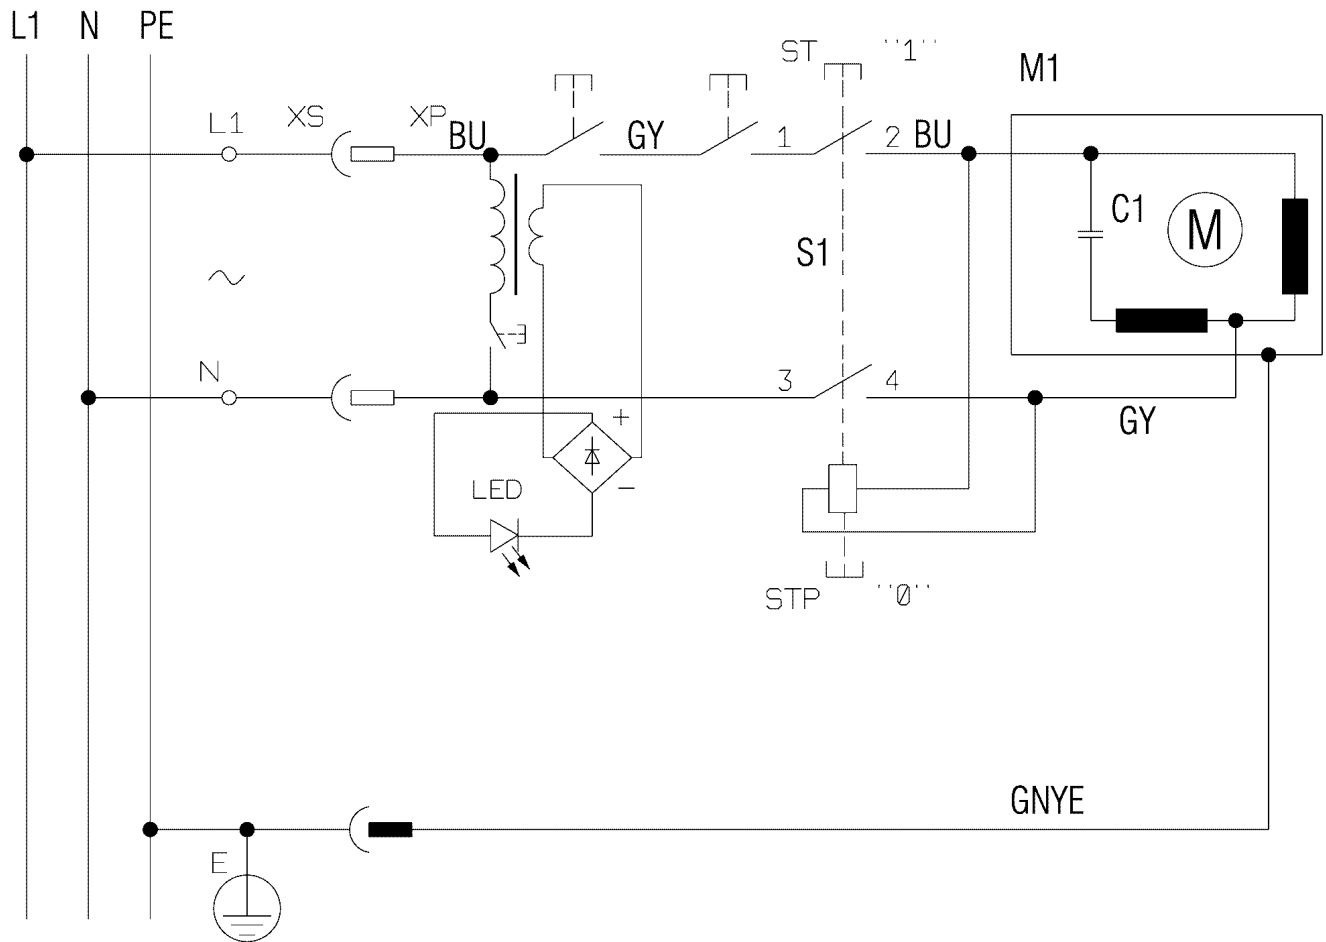 L1 N PE
ST "1"
M1
L1 XS XP BU GY 1 2 BU
C1 M
S1
N 3 4
GY
+
LED
−
STP "0"
GNYE
E